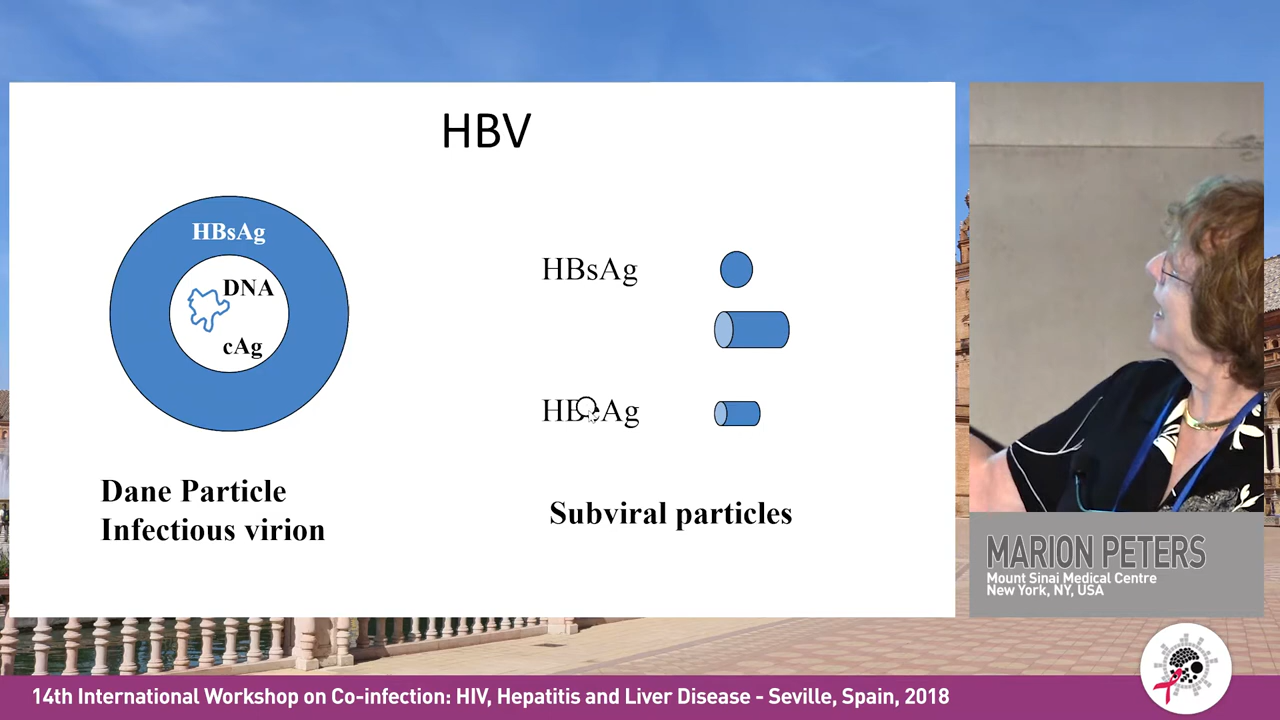 HBV
HBsAg
DNA
cAg
Dane Particle
Infectious virion
HBsAg
Subviral particles
MARION PETERS
Mount Sinai Medical Centre
New York, NY, USA
14th International Workshop on Co-infection: HIV, Hepatitis and Liver Disease - Seville, Spain, 2018